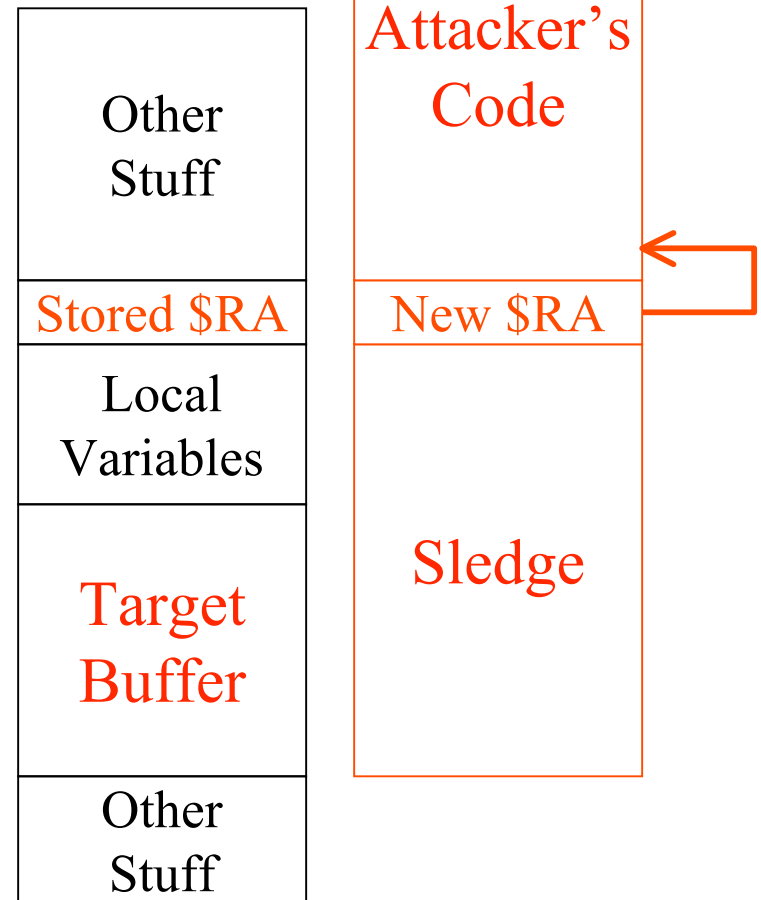 Other
Stuff
Stored $RA
Local
Variables
Target
Buffer
Other
Stuff
Attacker’s
Code
New $RA
Sledge